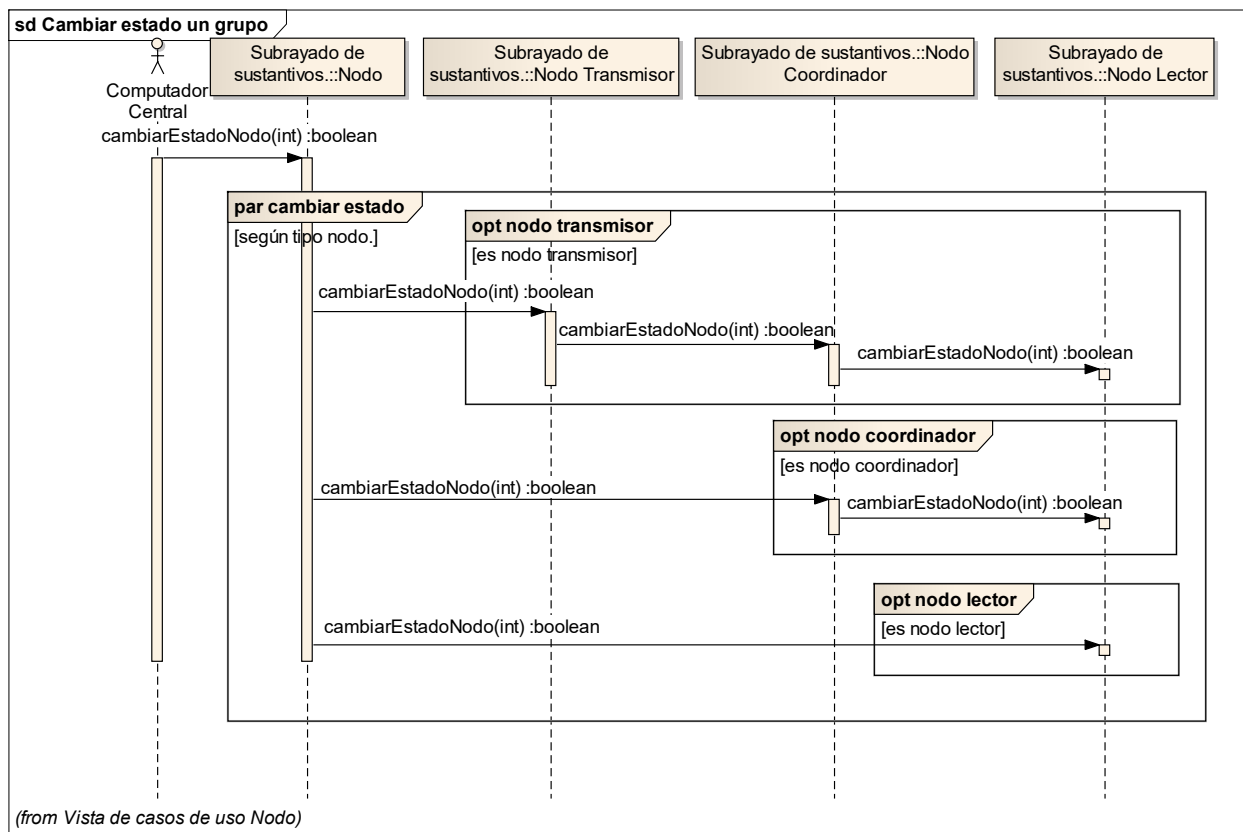 sd Cambiar estado un grupo
Computador
Central
Subrayado de
sustantivos.::Nodo
Subrayado de
sustantivos.::Nodo Transmisor
Subrayado de sustantivos.::Nodo
Coordinador
Subrayado de
sustantivos.::Nodo Lector
cambiarEstadoNodo(int) :boolean
par cambiar estado
[según tipo nodo.]
opt nodo transmisor
[es nodo transmisor]
cambiarEstadoNodo(int) :boolean
cambiarEstadoNodo(int) :boolean
cambiarEstadoNodo(int) :boolean
opt nodo coordinador
[es nodo coordinador]
cambiarEstadoNodo(int) :boolean
cambiarEstadoNodo(int) :boolean
opt nodo lector
[es nodo lector]
cambiarEstadoNodo(int) :boolean
(from Vista de casos de uso Nodo)